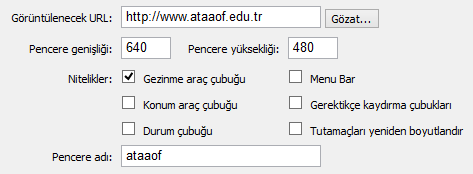 Görüntülenecek URL: http://www.ataaof.edu.tr Gözat...
Pencere genişliği: 640 Pencere yüksekliği: 480
Nitelikler: Gezinme araç çubuğu Menu Bar
Konum araç çubuğu Gerektikçe kaydırma çubukları
Durum çubuğu Tutamaçları yeniden boyutlandır
Pencere adı: ataaof